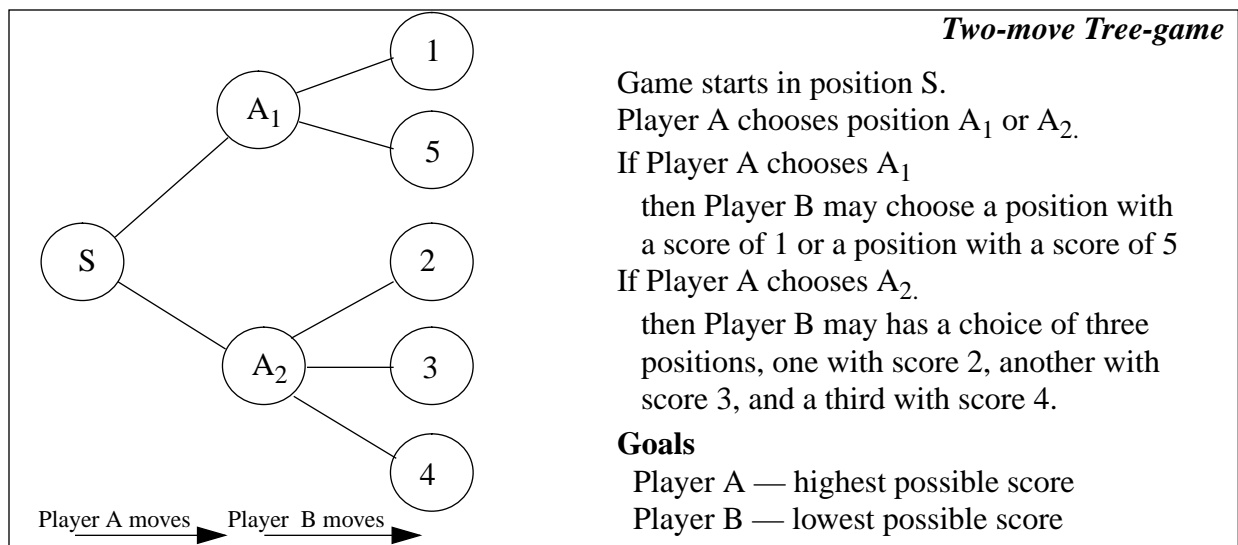 Two-move Tree-game
1
A1
5
S
2
A2
3
4
Player A moves
Player B moves
Game starts in position S.
Player A chooses position A1 or A2.
If Player A chooses A1
then Player B may choose a position with
a score of 1 or a position with a score of 5
If Player A chooses A2.
then Player B may has a choice of three
positions, one with score 2, another with
score 3, and a third with score 4.
Goals
Player A — highest possible score
Player B — lowest possible score